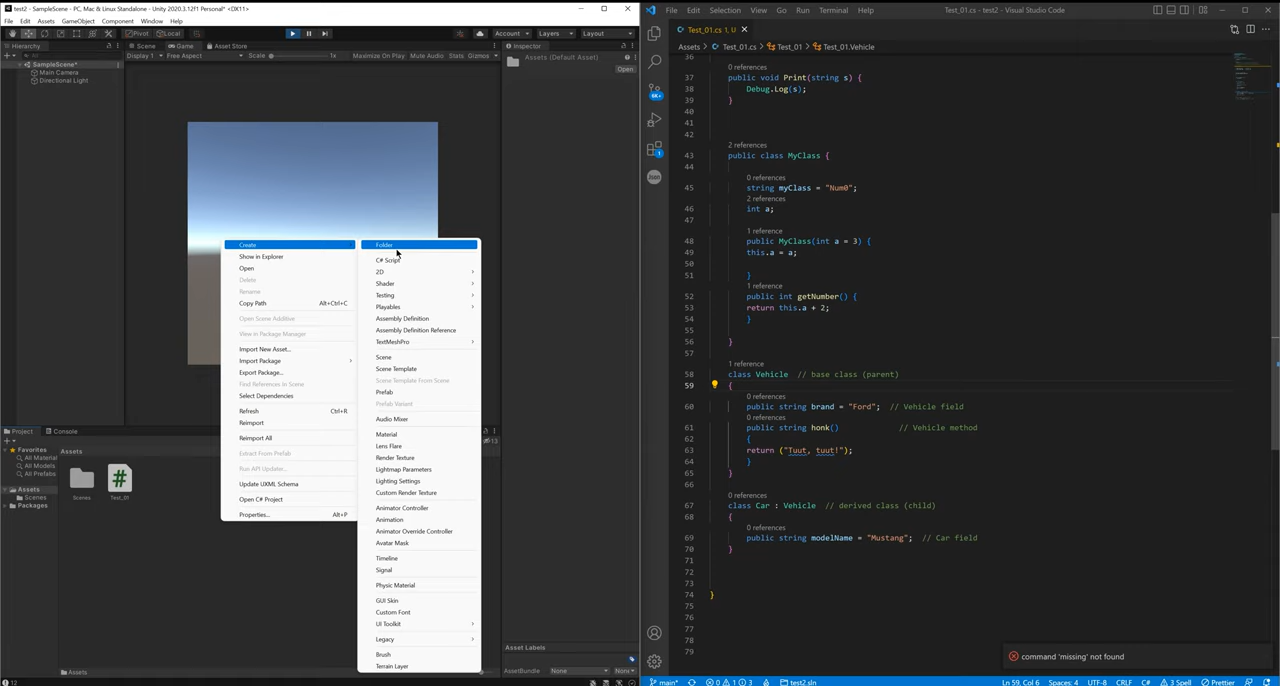 test2 - SampleScene - PC, Mac & Linux Standalone - Unity 2020.3.12f1 Personal* <DX11>
File Edit Assets GameObject Component Window Help
Pivot Local Account Layers Layout
Hierarchy
SampleScene*
Main Camera
Directional Light
Scene Game Asset Store
Display 1 Free Aspect Scale 1x Maximize On Play Mute Audio Stats Gizmos
Inspector
Assets (Default Asset)
Open
Create
Show in Explorer
Open
Delete
Rename
Copy Path Alt+Ctrl+C
Open Scene Additive
View in Package Manager
Import New Asset...
Import Package
Export Package...
Find References In Scene
Select Dependencies
Refresh Ctrl+R
Reimport
Reimport All
Extract From Prefab
Run API Updater...
Update UXML Schema
Open C# Project
Properties... Alt+P
Folder
C# Script
2D
Shader
Testing
Playables
Assembly Definition
Assembly Definition Reference
TextMeshPro
Scene
Scene Template
Scene Template From Scene
Prefab
Prefab Variant
Audio Mixer
Material
Lens Flare
Render Texture
Lightmap Parameters
Lighting Settings
Custom Render Texture
Animator Controller
Animation
Animator Override Controller
Avatar Mask
Timeline
Signal
Physic Material
GUI Skin
Custom Font
UI Toolkit
Legacy
Brush
Terrain Layer
Project Console
13
Favorites
All Material
All Models
All Prefabs
Assets
Scenes
Packages
Assets
Scenes
Test_01
Assets
Asset Labels
AssetBundle None None
12
File Edit Selection View Go Run Terminal Help
Test_01.cs - test2 - Visual Studio Code
Test_01.cs 1, U
Assets > Test_01.cs > Test_01 > Test_01.Vehicle
6K+
1
Json
36
0 references
37 public void Print(string s) {
38 Debug.Log(s);
39 }
40
41
42
2 references
43 public class MyClass {
44
0 references
45 string myClass = "Num0";
2 references
46 int a;
47
1 reference
48 public MyClass(int a = 3) {
49 this.a = a;
50
51 }
1 reference
52 public int getNumber() {
53 return this.a + 2;
54 }
55
56 }
57
1 reference
58 class Vehicle // base class (parent)
59 {
0 references
60 public string brand = "Ford"; // Vehicle field
0 references
61 public string honk() // Vehicle method
62 {
63 return ("Tuut, tuut!");
64 }
65 }
66
0 references
67 class Car : Vehicle // derived class (child)
68 {
0 references
69 public string modelName = "Mustang"; // Car field
70 }
71
72
73
74 }
75
76
77
78
79
command 'missing' not found
main* 0 1 3 test2.sln Ln 59, Col 6 Spaces: 4 UTF-8 CRLF C# 3 Spell Prettier